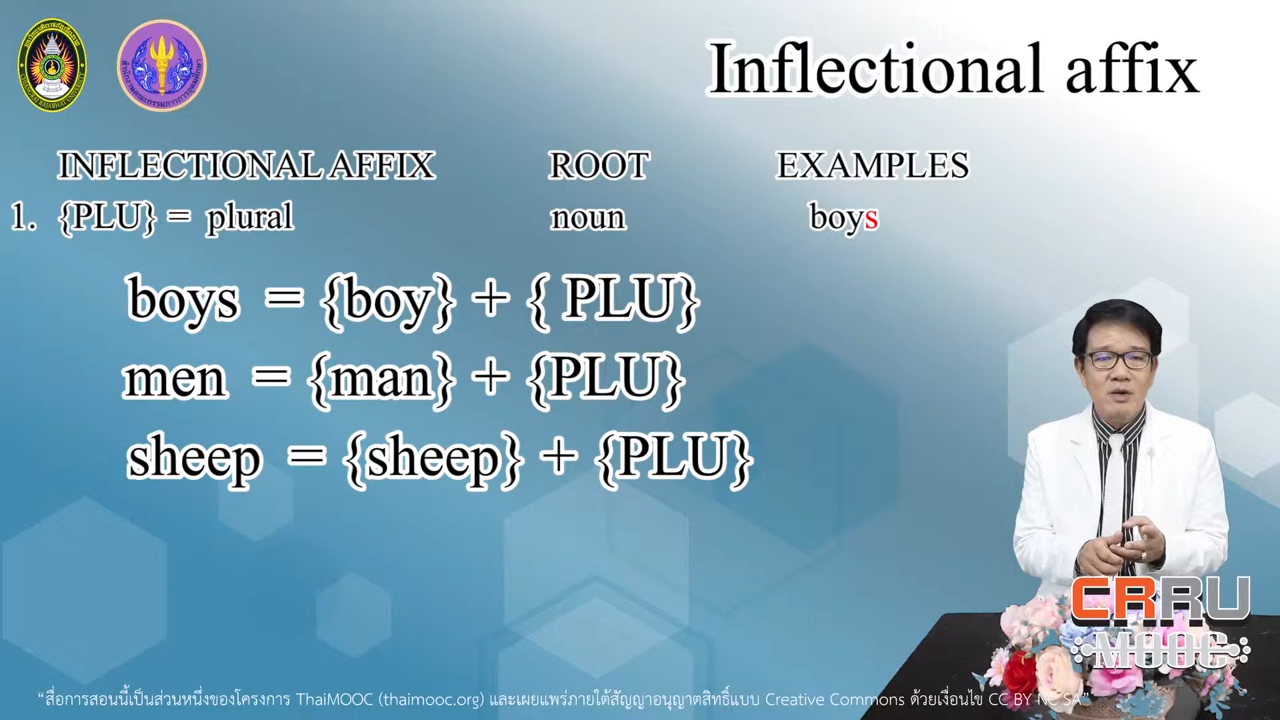 Inflectional affix
INFLECTIONAL AFFIX ROOT EXAMPLES
1. {PLU} = plural noun boys
boys = {boy} + { PLU}
men = {man} + {PLU}
sheep = {sheep} + {PLU}
CRRU
MOOC
“สื่อการสอนนี้เป็นส่วนหนึ่งของโครงการ ThaiMOOC (thaimooc.org) และเผยแพร่ภายใต้สัญญาอนุญาตสิทธิ์แบบ Creative Commons ด้วยเงื่อนไข CC BY NC SA”